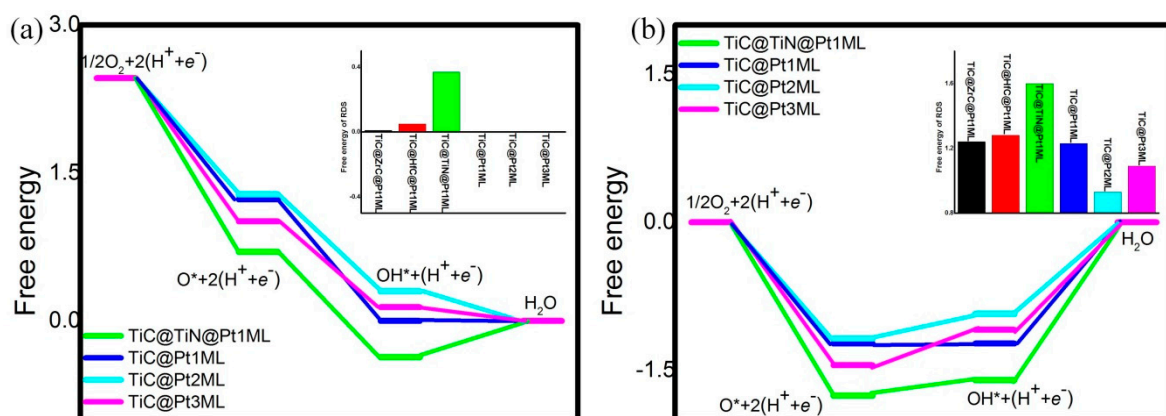 (a)
3.0
1.5
0.0
Free energy
1/2O₂+2(H⁺+e⁻)
O*+2(H⁺+e⁻)
OH*+(H⁺+e⁻)
H₂O
0.4
0.0
-0.4
Free energy of RDS
TiC@ZrC@Pt1ML
TiC@HfC@Pt1ML
TiC@TiN@Pt1ML
TiC@Pt1ML
TiC@Pt2ML
TiC@Pt3ML
TiC@TiN@Pt1ML
TiC@Pt1ML
TiC@Pt2ML
TiC@Pt3ML
(b)
1.5
0.0
-1.5
Free energy
TiC@TiN@Pt1ML
TiC@Pt1ML
TiC@Pt2ML
TiC@Pt3ML
1.6
1.2
0.8
Free energy of RDS
TiC@ZrC@Pt1ML
TiC@HfC@Pt1ML
TiC@TiN@Pt1ML
TiC@Pt1ML
TiC@Pt2ML
TiC@Pt3ML
1/2O₂+2(H⁺+e⁻)
H₂O
O*+2(H⁺+e⁻)
OH*+(H⁺+e⁻)